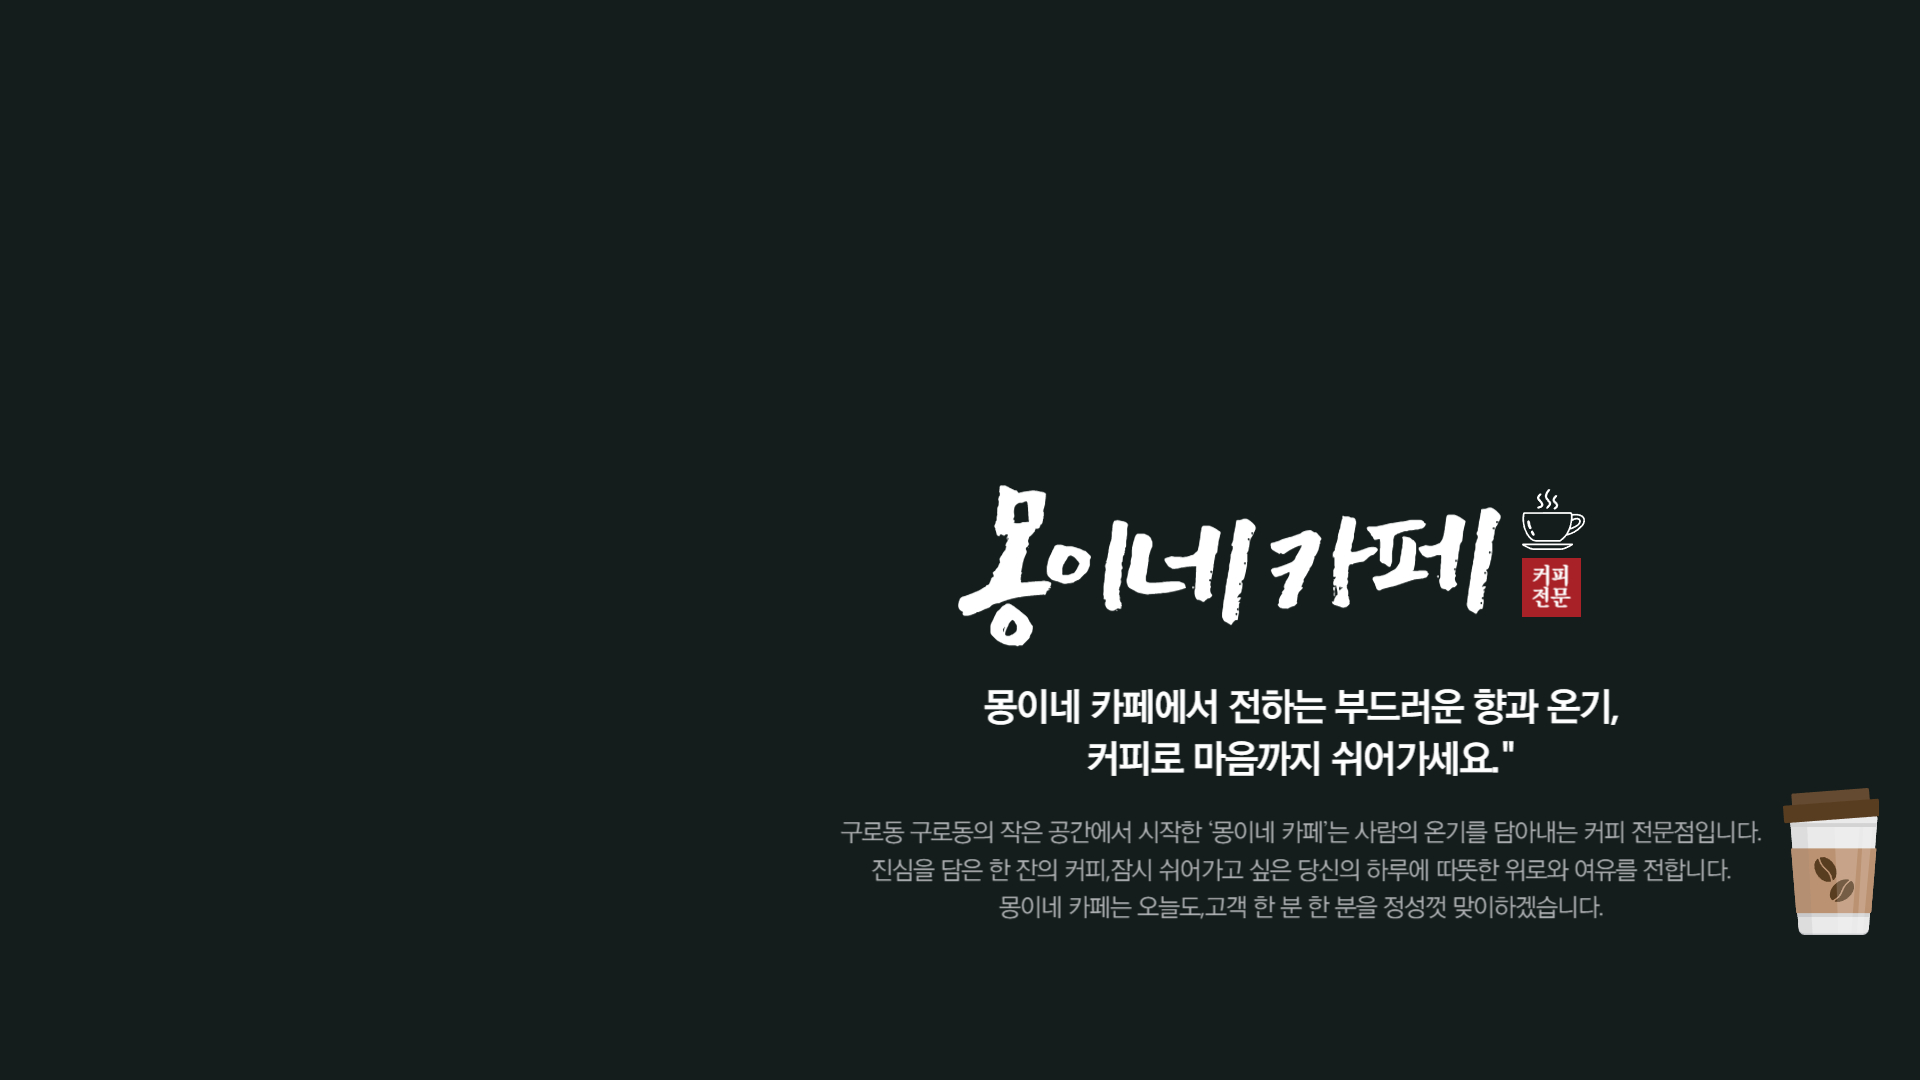 몽이네 카페
커피
전문
몽이네 카페에서 전하는 부드러운 향과 온기,
커피로 마음까지 쉬어가세요."
구로동 구로동의 작은 공간에서 시작한 ‘몽이네 카페’는 사람의 온기를 담아내는 커피 전문점입니다.
진심을 담은 한 잔의 커피,잠시 쉬어가고 싶은 당신의 하루에 따뜻한 위로와 여유를 전합니다.
몽이네 카페는 오늘도,고객 한 분 한 분을 정성껏 맞이하겠습니다.